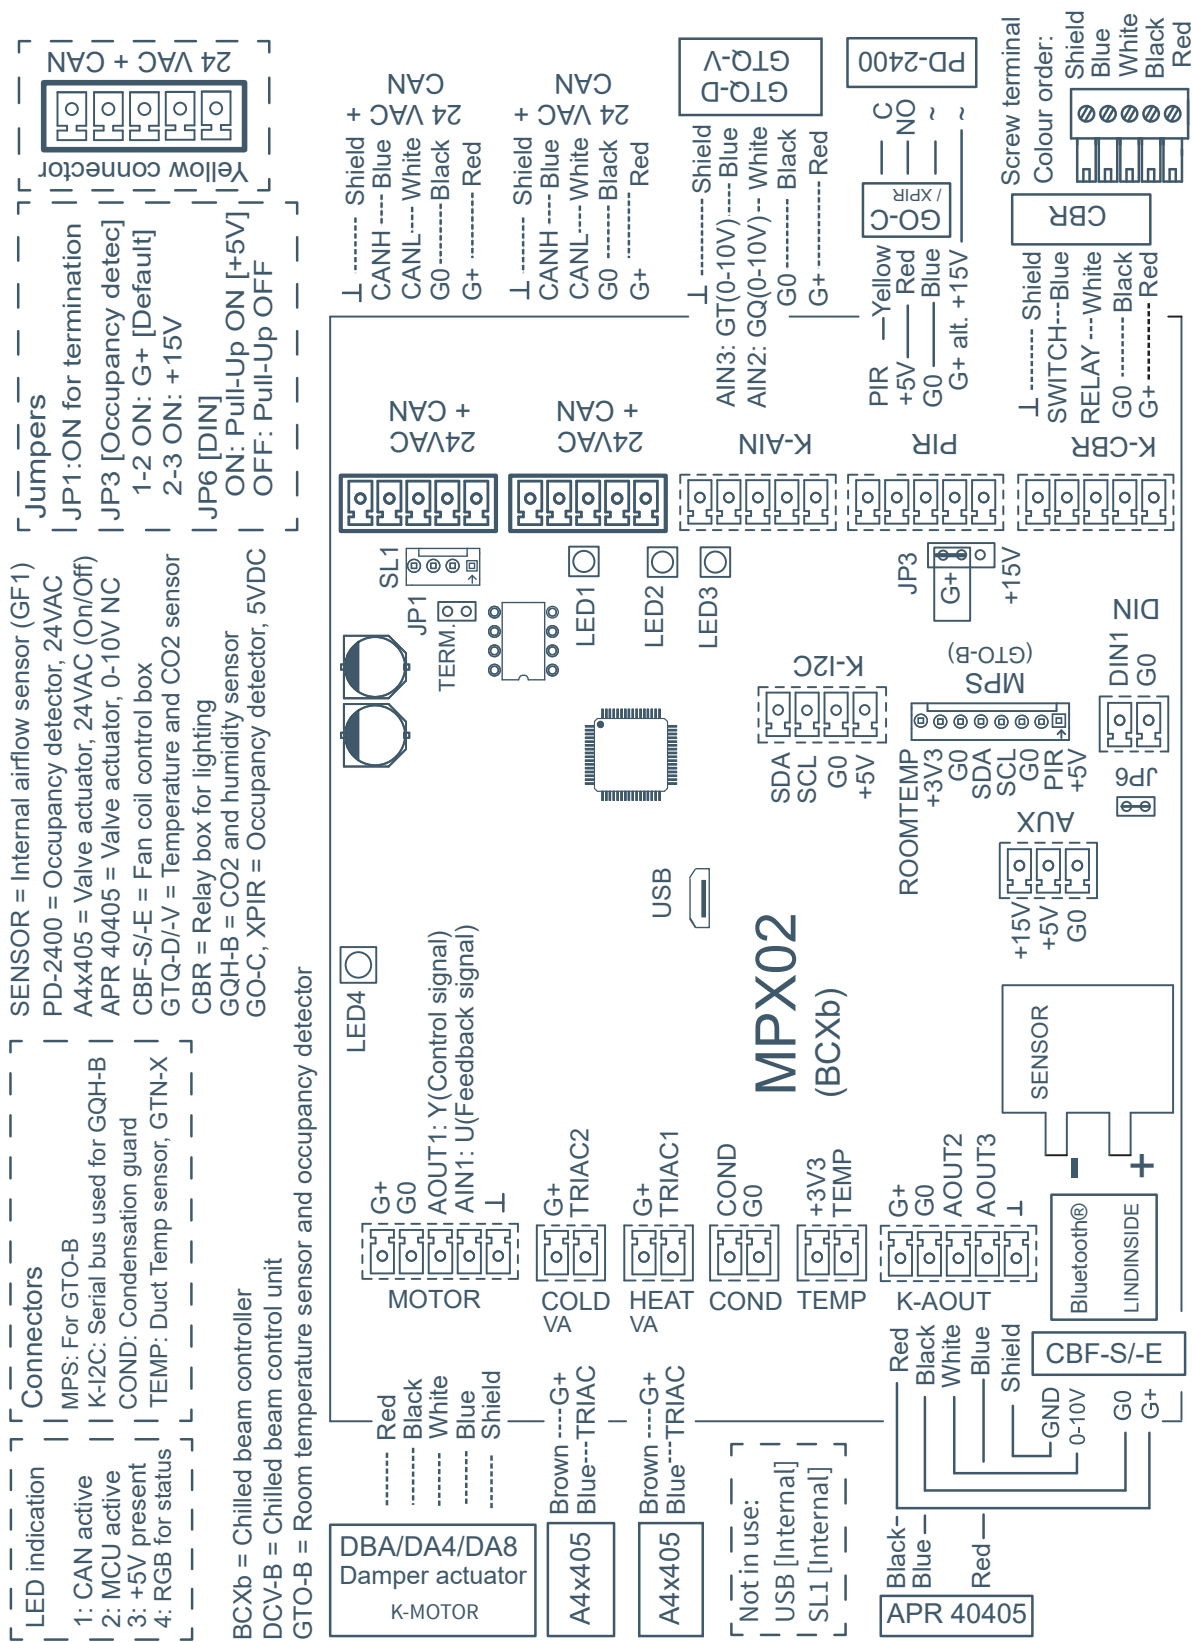 LED indication
1: CAN active
2: MCU active
3: +5V present
4: RGB for status
Connectors
MPS: For GTO-B
K-I2C: Serial bus used for GQH-B
COND: Condensation guard
TEMP: Duct Temp sensor, GTN-X
SENSOR = Internal airflow sensor (GF1)
PD-2400 = Occupancy detector, 24VAC
A4x405 = Valve actuator, 24VAC (On/Off)
APR 40405 = Valve actuator, 0-10V NC
CBF-S/-E = Fan coil control box
GTQ-D/-V = Temperature and CO2 sensor
CBR = Relay box for lighting
GQH-B = CO2 and humidity sensor
GO-C, XPIR = Occupancy detector, 5VDC
BCXb = Chilled beam controller
DCV-B = Chilled beam control unit
GTO-B = Room temperature sensor and occupancy detector
Jumpers
JP1:ON for termination
JP3 [Occupancy detec]
1-2 ON: G+ [Default]
2-3 ON: +15V
JP6 [DIN]
ON: Pull-Up ON [+5V]
OFF: Pull-Up OFF
24 VAC + CAN
Yellow connector
DBA/DA4/DA8
Damper actuator
K-MOTOR
Red
Black
White
Blue
Shield
MOTOR
G+
G0
AOUT1: Y(Control signal)
AIN1: U(Feedback signal)
⊥
LED4
A4x405
Brown G+
Blue TRIAC
COLD
VA
G+
TRIAC2
A4x405
Brown G+
Blue TRIAC
HEAT
VA
G+
TRIAC1
Not in use:
USB [Internal]
SL1 [Internal]
COND
COND
G0
TEMP
+3V3
TEMP
K-AOUT
G+
G0
AOUT2
AOUT3
⊥
APR 40405
Black
Blue
Red
Red
Black
White
Blue
Shield
GND
0-10V
G0
G+
CBF-S/-E
Bluetooth®
LINDINSIDE
-
+
SENSOR
MPX02
(BCXb)
USB
TERM.
JP1
SL1
LED1
LED2
LED3
24VAC
+ CAN
24VAC
+ CAN
K-AIN
PIR
K-CBR
JP3
G+
+15V
K-I2C
SDA
SCL
G0
+5V
MPS
(GTO-B)
ROOMTEMP
+3V3
G0
SDA
SCL
G0
PIR
+5V
DIN
DIN1
G0
JP6
AUX
+15V
+5V
G0
⊥ Shield
CANH Blue
CANL White
G0 Black
G+ Red
24 VAC +
CAN
⊥ Shield
CANH Blue
CANL White
G0 Black
G+ Red
24 VAC +
CAN
⊥ Shield
AIN3: GT(0-10V) Blue
AIN2: GQ(0-10V) White
G0 Black
G+ Red
GTQ-D
GTQ-V
PIR Yellow
+5V Red
G0 Blue
G+ alt. +15V ~
GO-C
/ XPIR
C
NO
~
PD-2400
⊥ Shield
SWITCH Blue
RELAY White
G0 Black
G+ Red
CBR
Screw terminal
Colour order:
Shield
Blue
White
Black
Red